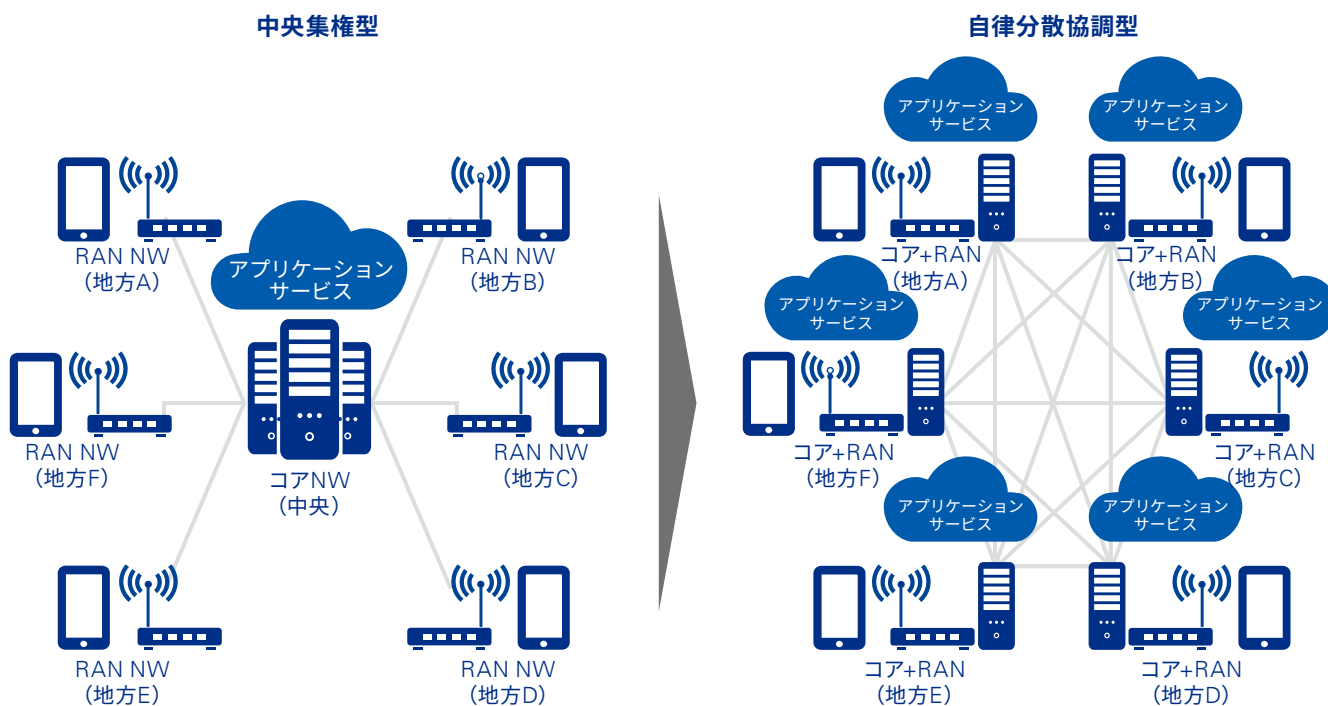 中央集権型
アプリケーション
サービス
RAN NW
(地方A)
RAN NW
(地方B)
RAN NW
(地方F)
コアNW
(中央)
RAN NW
(地方C)
RAN NW
(地方E)
RAN NW
(地方D)
自律分散協調型
アプリケーション
サービス
アプリケーション
サービス
コア+RAN
(地方A)
コア+RAN
(地方B)
アプリケーション
サービス
アプリケーション
サービス
コア+RAN
(地方F)
コア+RAN
(地方C)
アプリケーション
サービス
アプリケーション
サービス
コア+RAN
(地方E)
コア+RAN
(地方D)